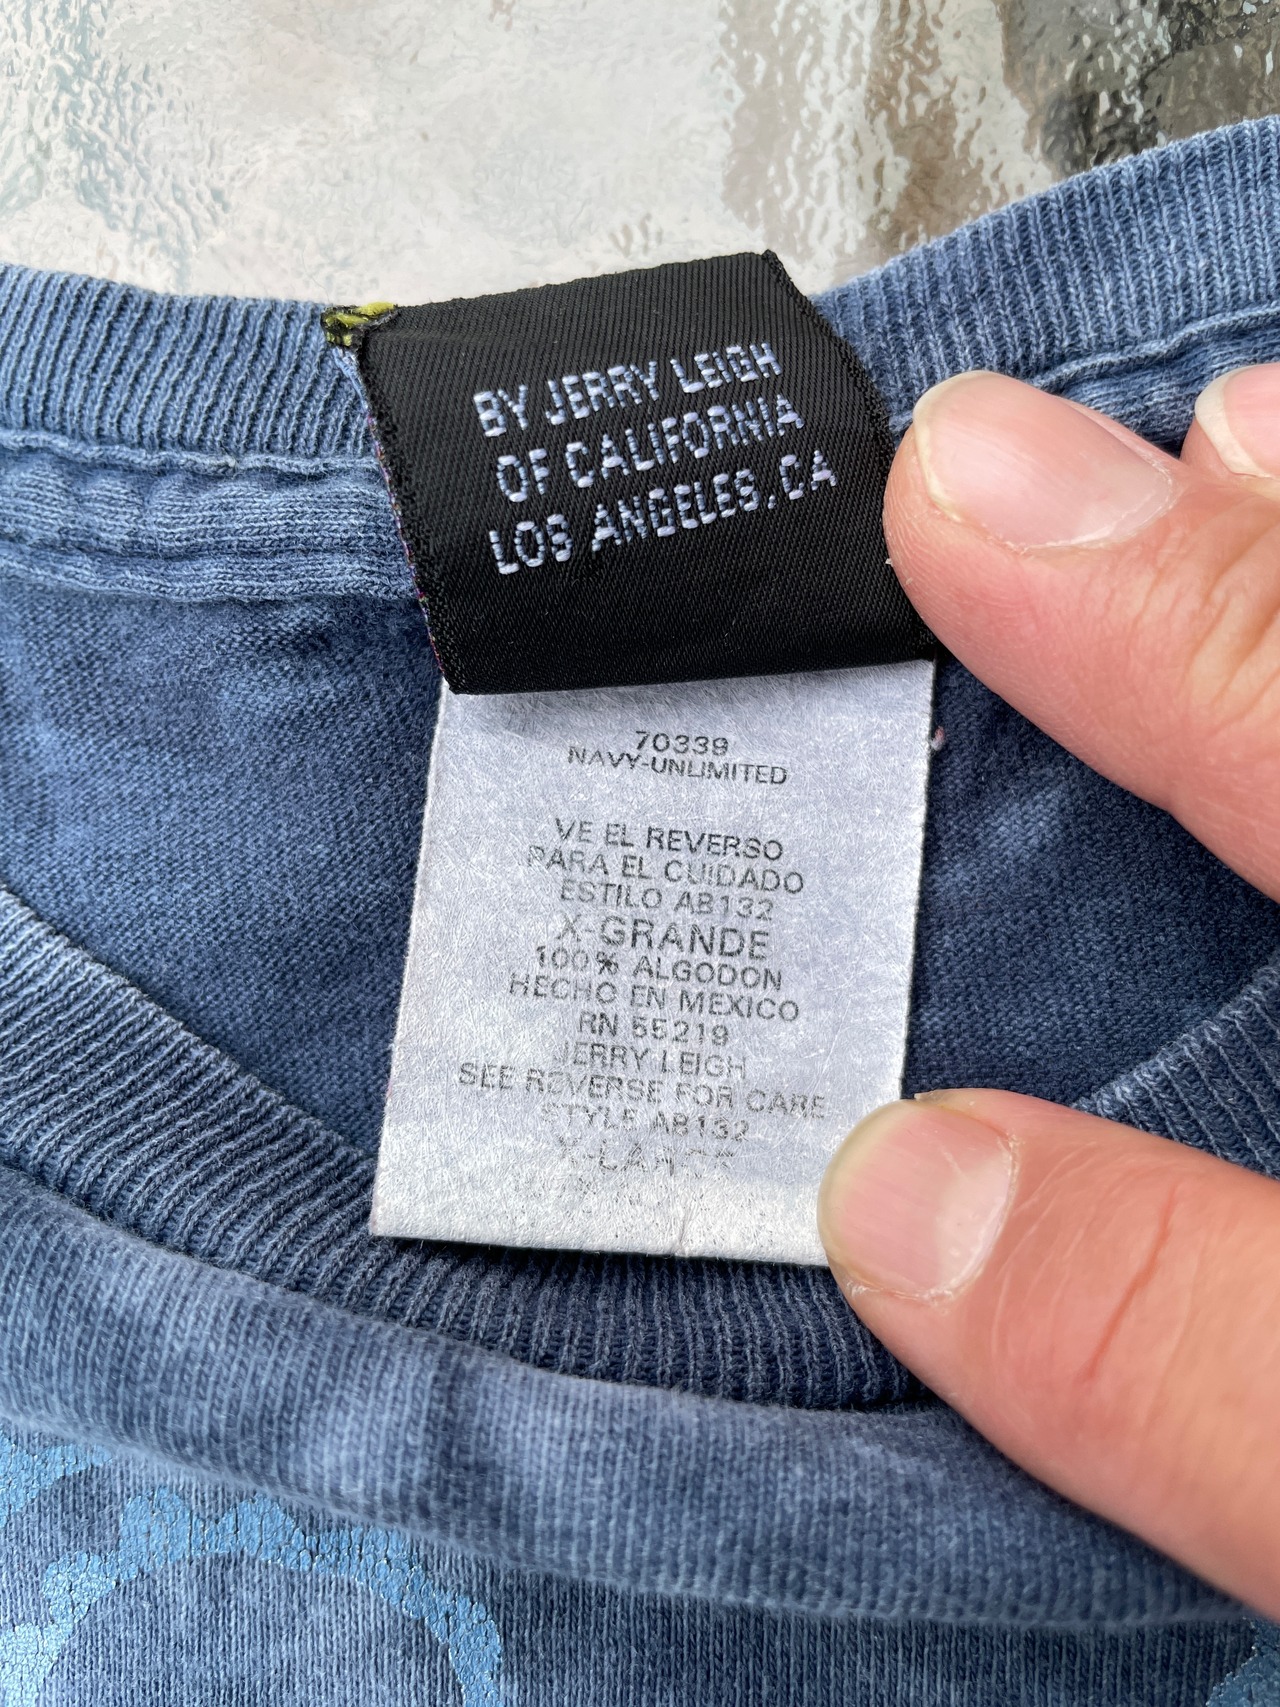 BY JERRY LEIGH
OF CALIFORNIA
LOS ANGELES, CA
70339
NAVY-UNLIMITED
VE EL REVERSO
PARA EL CUIDADO
ESTILO AB132
X-GRANDE
100% ALGODON
HECHO EN MEXICO
RN 55219
JERRY LEIGH
SEE REVERSE FOR CARE
STYLE AB132
X-LARGE